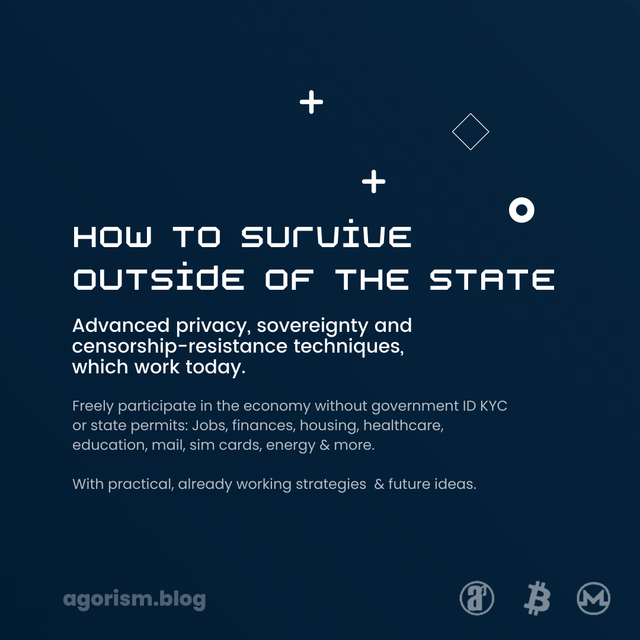 HOW TO SURVIVE
OUTSIDE OF THE STATE
Advanced privacy, sovereignty and
censorship-resistance techniques,
which work today.
Freely participate in the economy without government ID KYC
or state permits: Jobs, finances, housing, healthcare,
education, mail, sim cards, energy & more.
With practical, already working strategies & future ideas.
agorism.blog